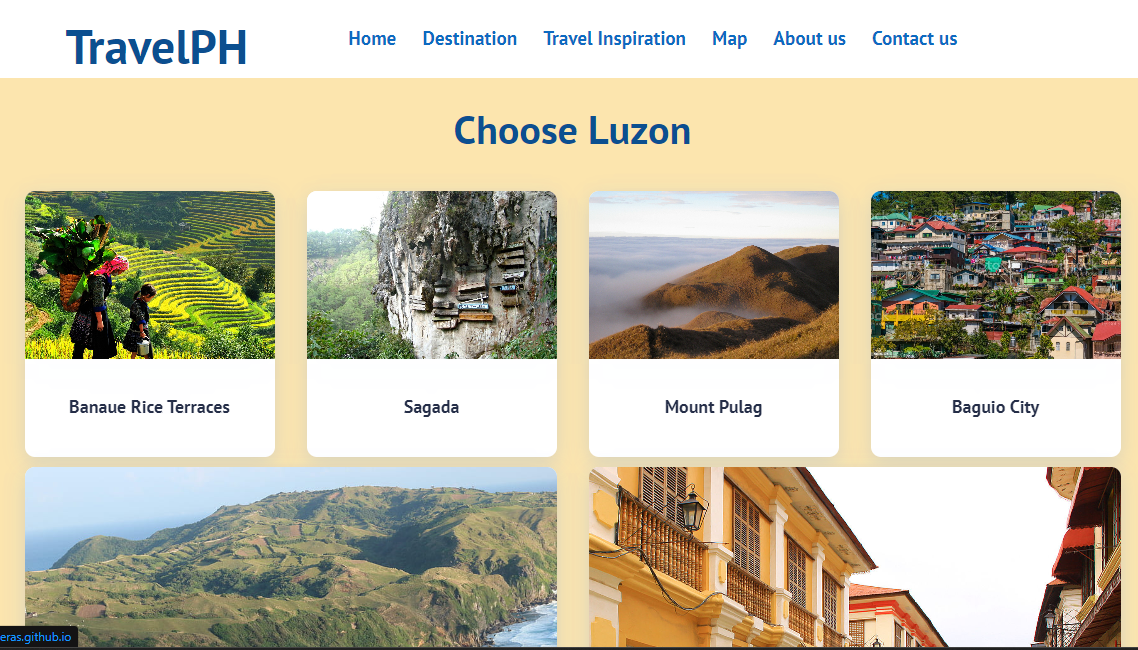 TravelPH
Home Destination Travel Inspiration Map About us Contact us
Choose Luzon
Banaue Rice Terraces Sagada Mount Pulag Baguio City
eras.github.io